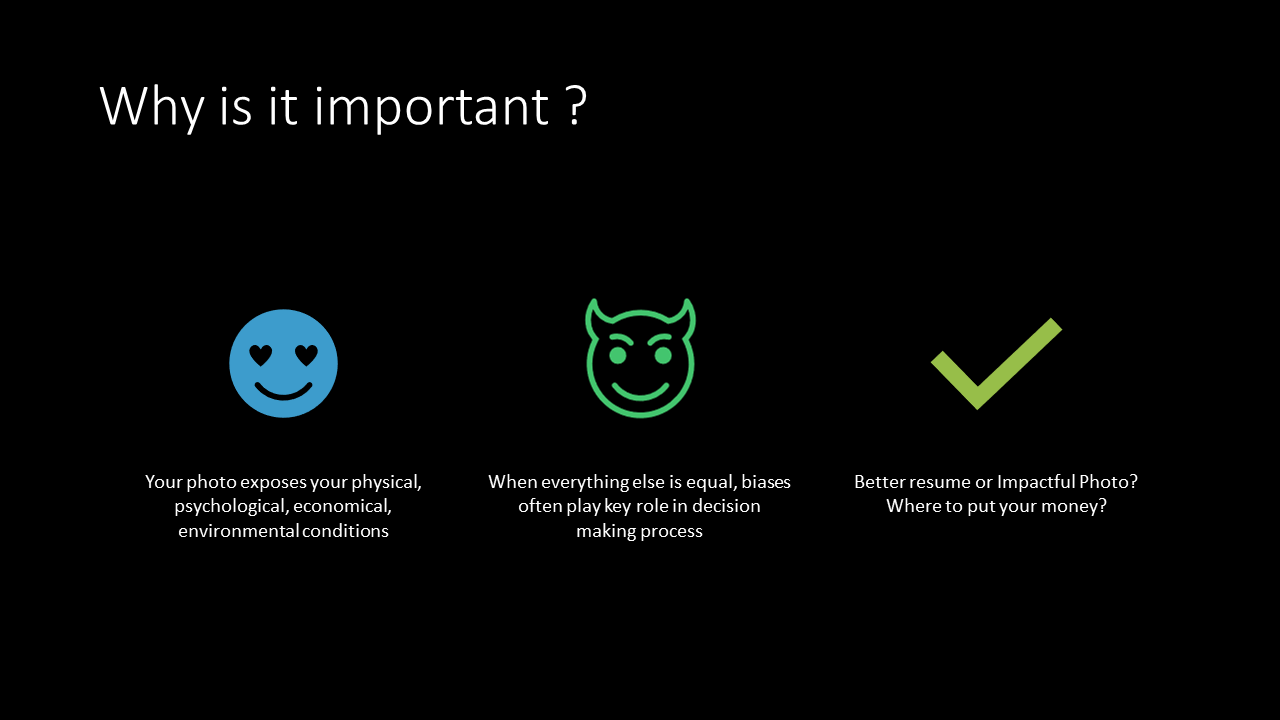 Why is it important ?
Your photo exposes your physical,
psychological, economical,
environmental conditions
When everything else is equal, biases
often play key role in decision
making process
Better resume or Impactful Photo?
Where to put your money?